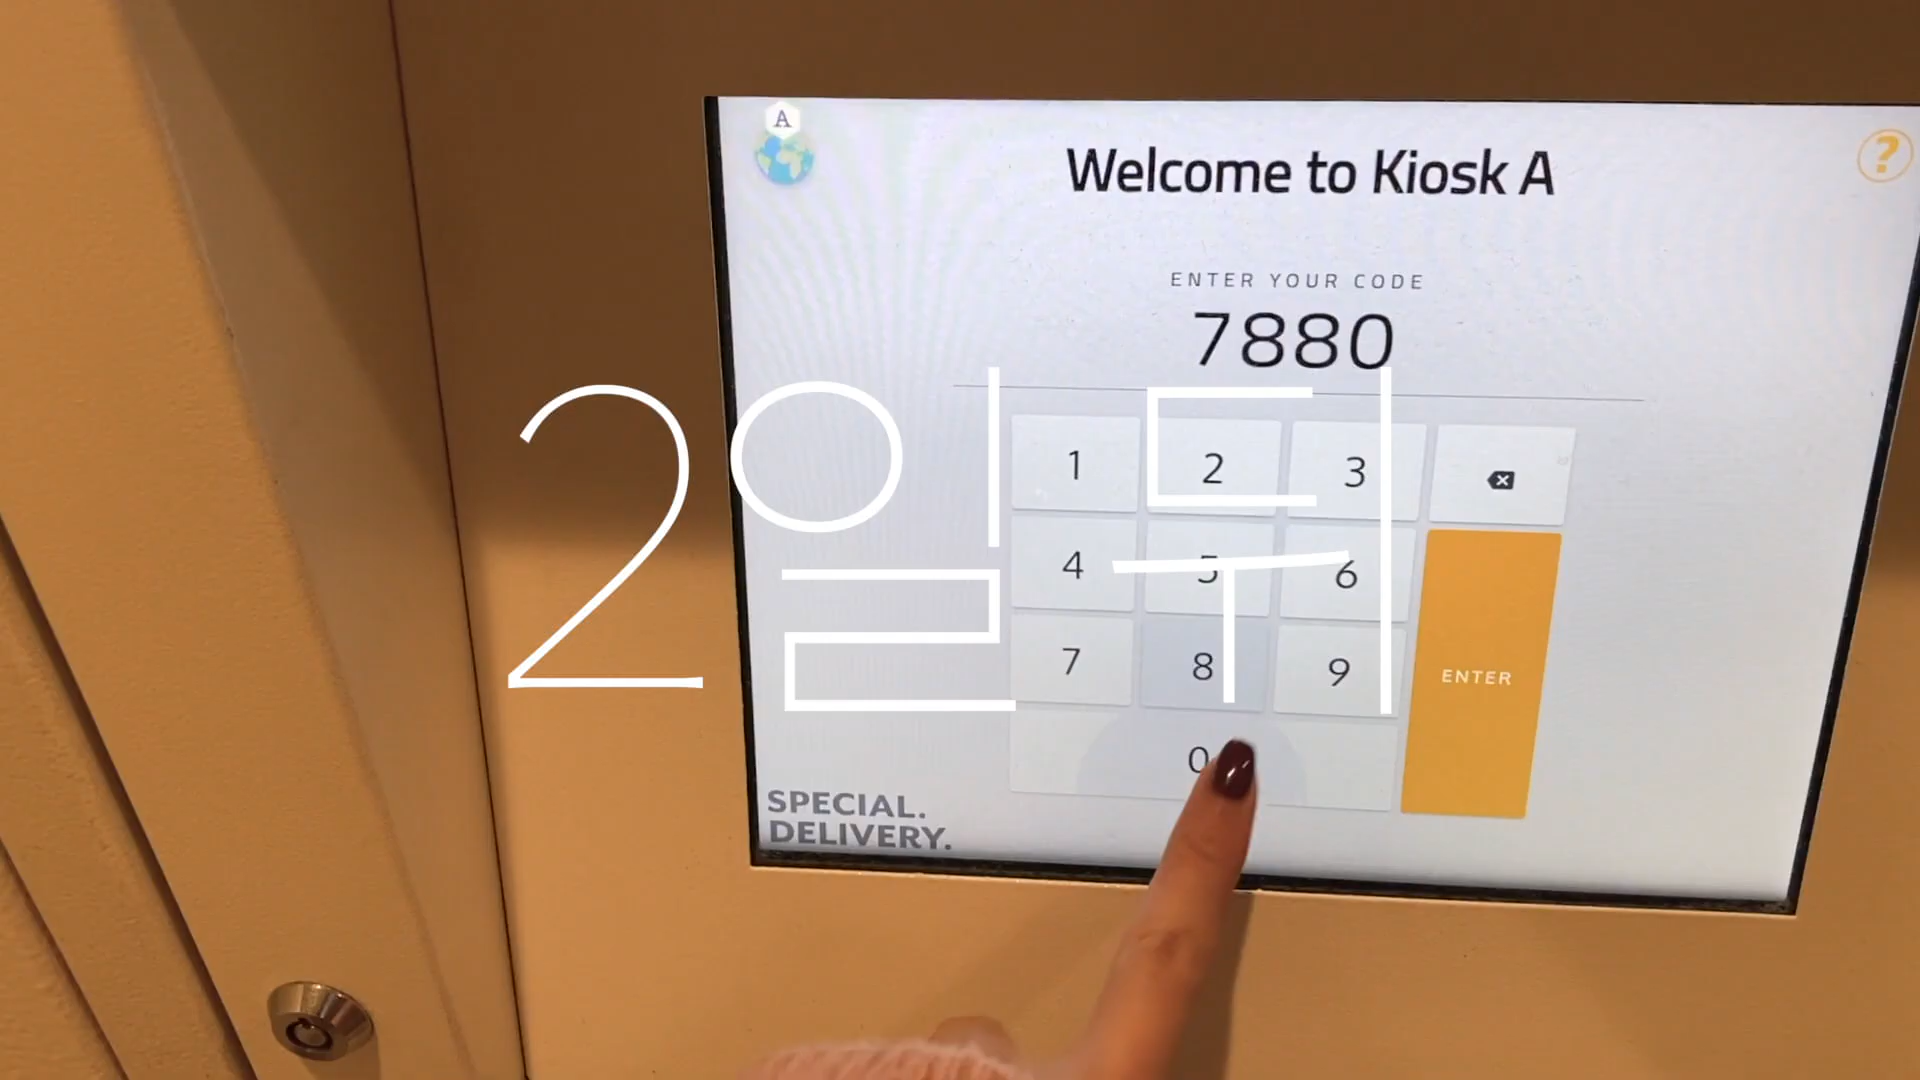 A
Welcome to Kiosk A
?
ENTER YOUR CODE
7880
2일 뒤
1 2 3
4 5 6
7 8 9
ENTER
0
SPECIAL.
DELIVERY.